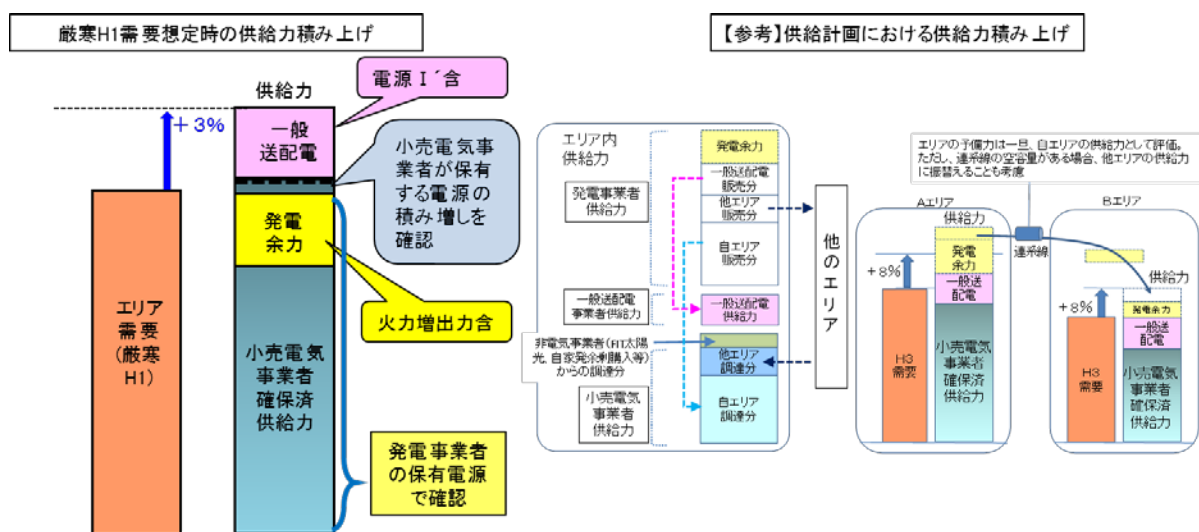 厳寒H1需要想定時の供給力積み上げ
供給力
+3%
一般
送配電
発電
余力
小売電気
事業者
確保済
供給力
エリア
需要
(厳寒
H1)
電源Ⅰ´含
小売電気事
業者が保有
する電源の
積み増しを
確認
火力増出力含
発電事業者
の保有電源
で確認
【参考】供給計画における供給力積み上げ
エリア内
供給力
発電事業者
供給力
一般送配電
事業者供給力
非電気事業者(FIT太陽
光、自家発余剰購入等)
からの調達分
小売電気
事業者
供給力
発電余力
一般送配電
販売分
他エリア
販売分
自エリア
販売分
一般送配電
供給力
他エリア
調達分
自エリア
調達分
他のエリア
エリアの予備力は一旦、自エリアの供給力として評価。
ただし、連系線の空容量がある場合、他エリアの供給力
に振替えることも考慮
Aエリア
供給力
+8%
発電
余力
一般送
配電
小売電気
事業者
確保済
供給力
H3
需要
連系線
Bエリア
供給力
+8%
発電余力
一般送
配電
小売電気
事業者
確保済
供給力
H3
需要